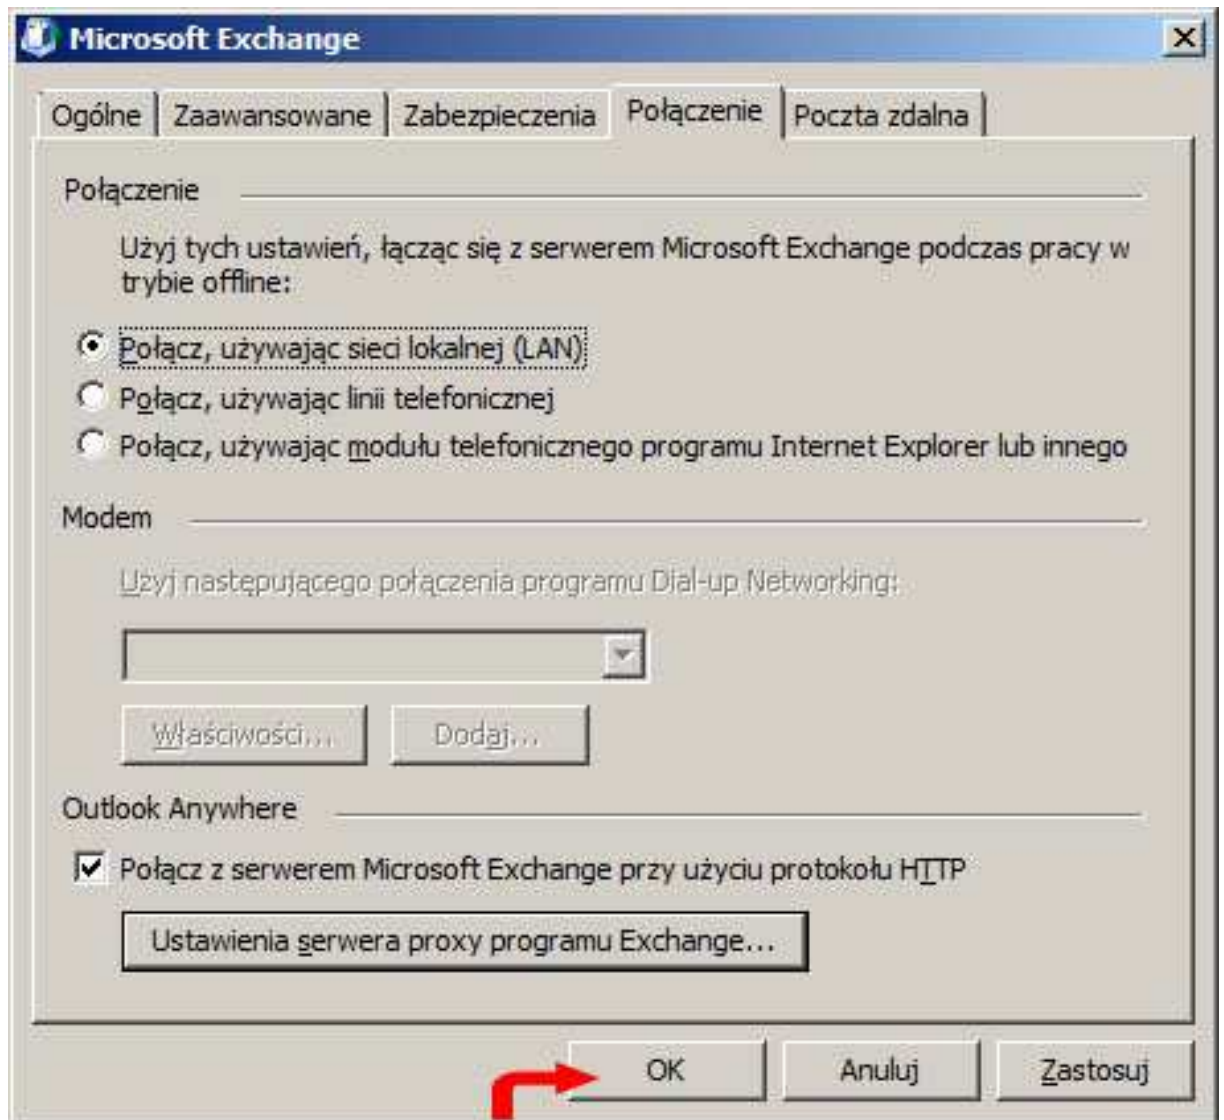 Microsoft Exchange
Ogólne Zaawansowane Zabezpieczenia Połączenie Poczta zdalna
Połączenie
Użyj tych ustawień, łącząc się z serwerem Microsoft Exchange podczas pracy w
trybie offline:
Połącz, używając sieci lokalnej (LAN)
Połącz, używając linii telefonicznej
Połącz, używając modułu telefonicznego programu Internet Explorer lub innego
Modem
Użyj następującego połączenia programu Dial-up Networking:
Właściwości... Dodaj...
Outlook Anywhere
Połącz z serwerem Microsoft Exchange przy użyciu protokołu HTTP
Ustawienia serwera proxy programu Exchange...
OK Anuluj Zastosuj